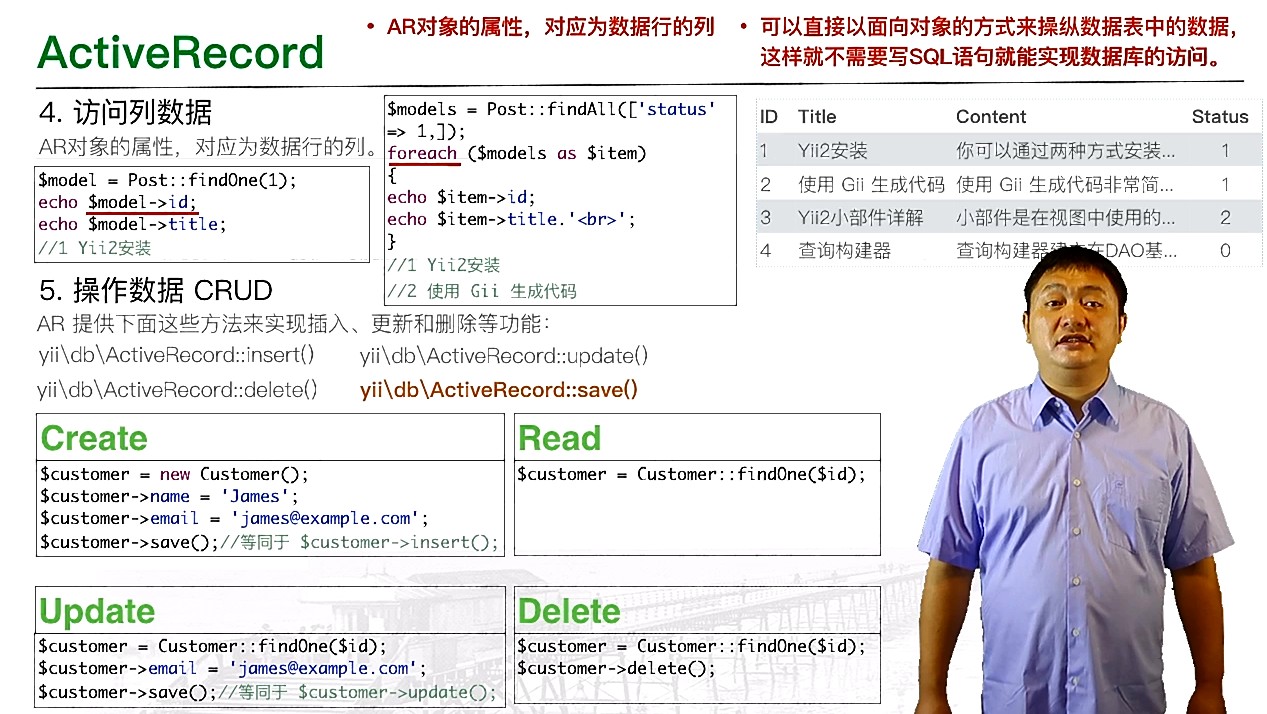 ActiveRecord
• AR对象的属性，对应为数据行的列
• 可以直接以面向对象的方式来操纵数据表中的数据，
这样就不需要写SQL语句就能实现数据库的访问。
4. 访问列数据
AR对象的属性，对应为数据行的列。
$model = Post::findOne(1);
echo $model->id;
echo $model->title;
//1 Yii2安装
$models = Post::findAll(['status'
=> 1,]);
foreach ($models as $item)
{
echo $item->id;
echo $item->title.'<br>';
}
//1 Yii2安装
//2 使用 Gii 生成代码
ID Title Content Status
1 Yii2安装 你可以通过两种方式安装... 1
2 使用 Gii 生成代码 使用 Gii 生成代码非常简... 1
3 Yii2小部件详解 小部件是在视图中使用的... 2
4 查询构建器 查询构建器建立在DAO基... 0
5. 操作数据 CRUD
AR 提供下面这些方法来实现插入、更新和删除等功能：
yii\db\ActiveRecord::insert() yii\db\ActiveRecord::update()
yii\db\ActiveRecord::delete() yii\db\ActiveRecord::save()
Create
$customer = new Customer();
$customer->name = 'James';
$customer->email = 'james@example.com';
$customer->save();//等同于 $customer->insert();
Read
$customer = Customer::findOne($id);
Update
$customer = Customer::findOne($id);
$customer->email = 'james@example.com';
$customer->save();//等同于 $customer->update();
Delete
$customer = Customer::findOne($id);
$customer->delete();